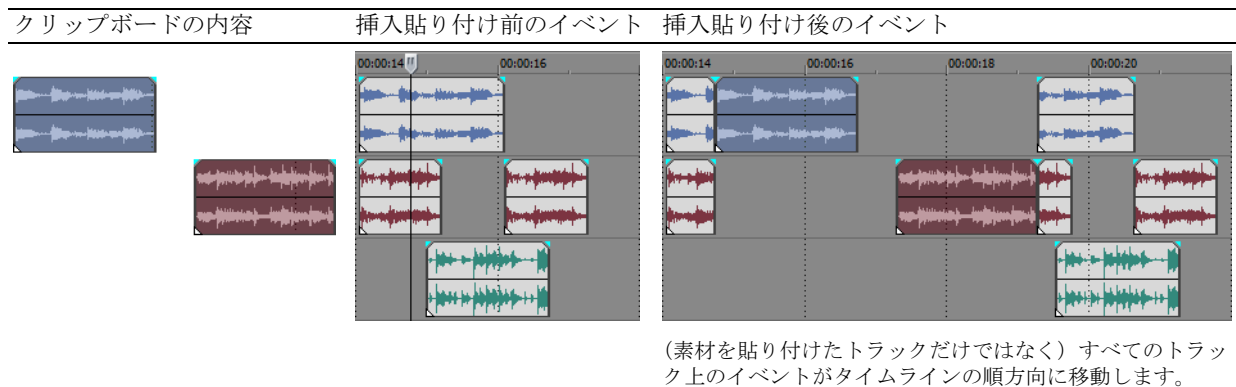 クリップボードの内容
挿入貼り付け前のイベント
挿入貼り付け後のイベント
00:00:14
00:00:16
00:00:14
00:00:16
00:00:18
00:00:20
(素材を貼り付けたトラックだけではなく) すべてのトラッ
ク上のイベントがタイムラインの順方向に移動します。